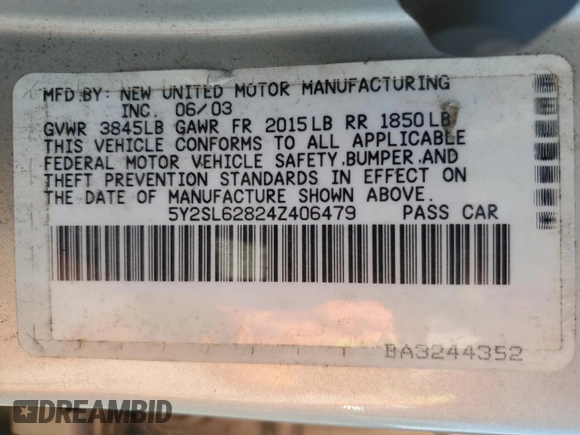 MFD.BY: NEW UNITED MOTOR MANUFACTURING
INC. 06/03
GVWR 3845LB GAWR FR 2015LB RR 1850LB
THIS VEHICLE CONFORMS TO ALL APPLICABLE
FEDERAL MOTOR VEHICLE SAFETY,BUMPER,AND
THEFT PREVENTION STANDARDS IN EFFECT ON
THE DATE OF MANUFACTURE SHOWN ABOVE.
5Y2SL62824Z406479 PASS CAR
BA3244352
DREAMBID